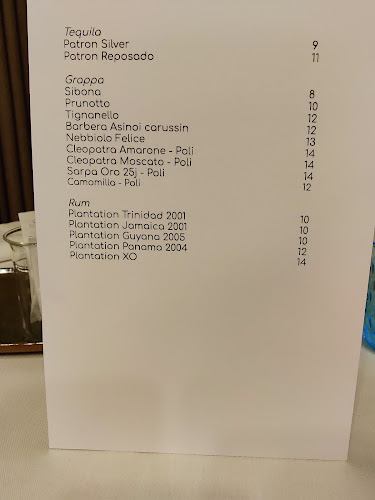 Tequila
Patron Silver 9
Patron Reposado 11
Grappa
Sibona 8
Prunotto 10
Tignanello 12
Barbera Asinoi carussin 12
Nebbiolo Felice 13
Cleopatra Amarone - Poli 14
Cleopatra Moscato - Poli 14
Sarpa Oro 25j - Poli 14
Camomilla - Poli 12
Rum
Plantation Trinidad 2001 10
Plantation Jamaica 2001 10
Plantation Guyana 2005 10
Plantation Panama 2004 12
Plantation XO 14